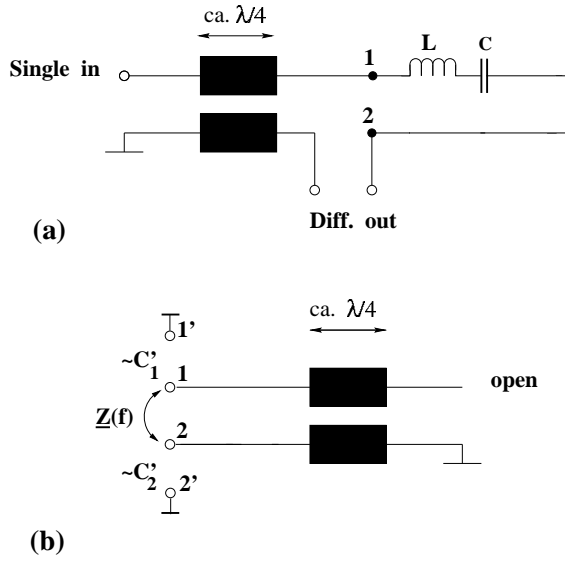 ca. λ/4
Single in
1
L
C
2
Diff. out
(a)
1'
ca. λ/4
~C'1
1
open
Z(f)
2
~C'2
2'
(b)